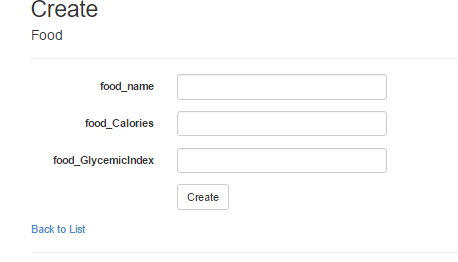 Create
Food
food_name
food_Calories
food_GlycemicIndex
Create
Back to List